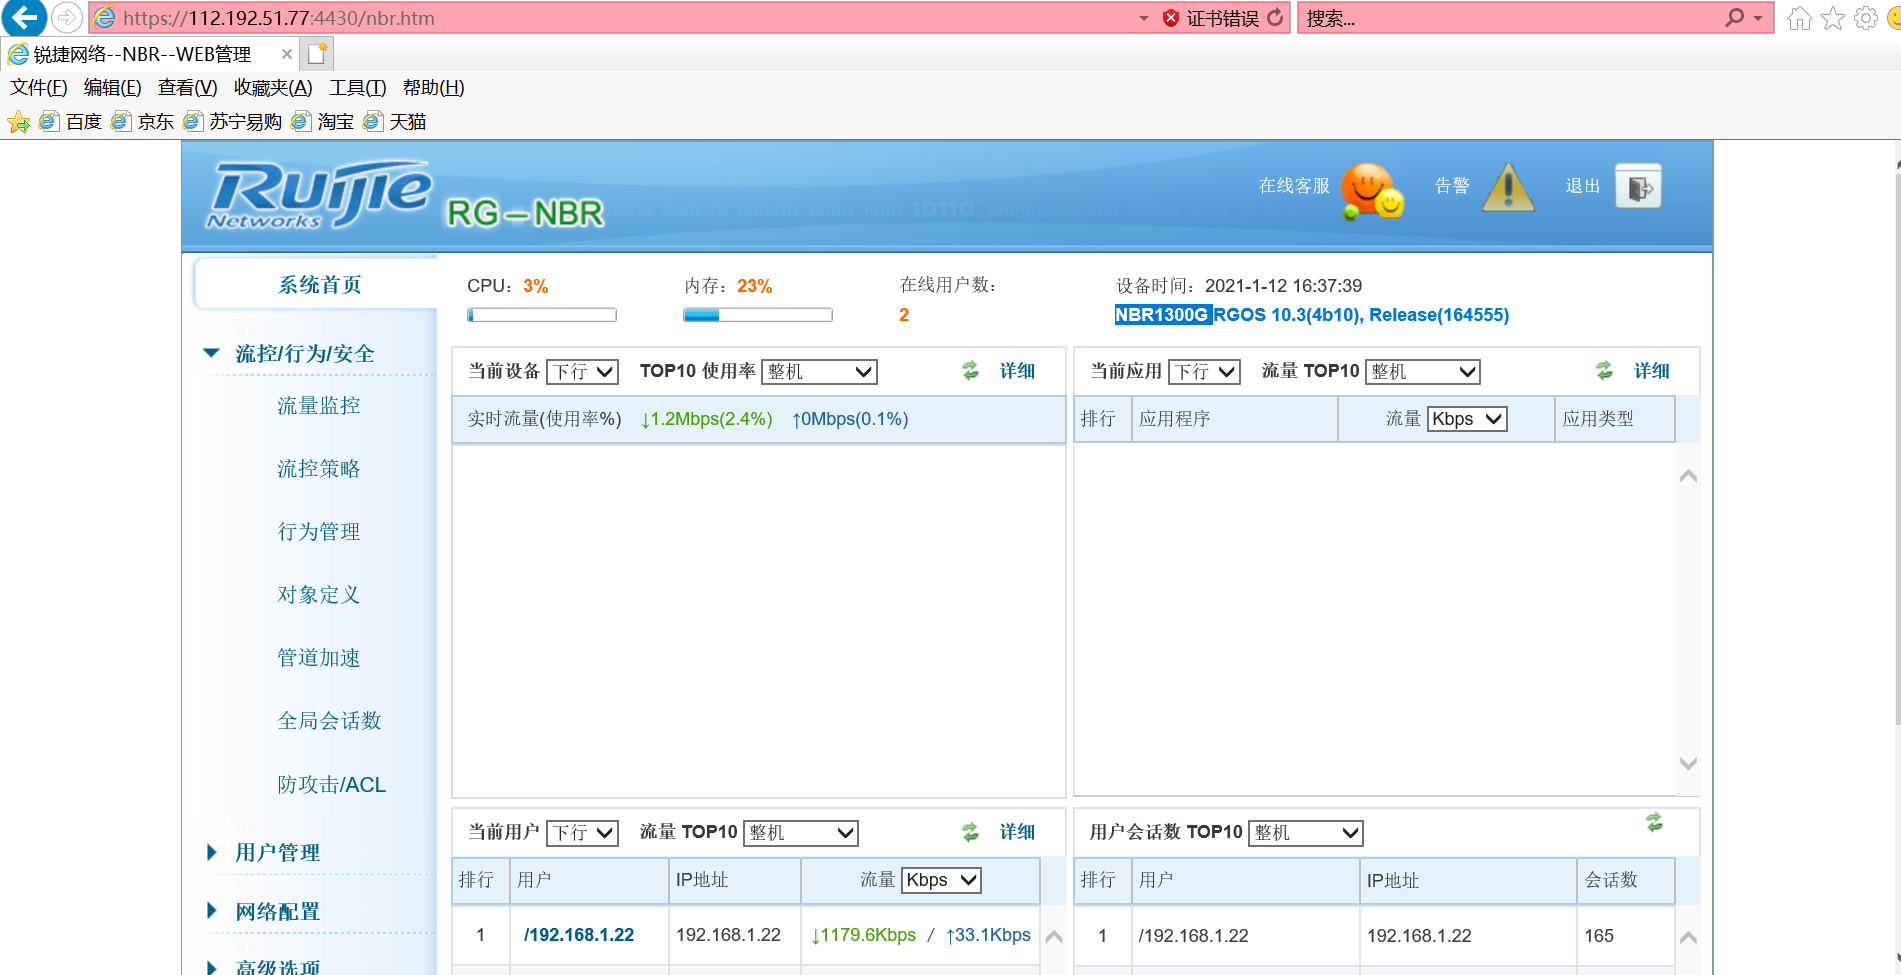 https://112.192.51.77:4430/nbr.htm 证书错误 搜索...
锐捷网络--NBR--WEB管理
文件(F) 编辑(E) 查看(V) 收藏夹(A) 工具(T) 帮助(H)
百度 京东 苏宁易购 淘宝 天猫
Ruijie Networks RG-NBR 在线客服 告警 退出
系统首页
流控/行为/安全
流量监控
流控策略
行为管理
对象定义
管道加速
全局会话数
防攻击/ACL
用户管理
网络配置
高级选项
CPU: 3% 内存: 23% 在线用户数: 设备时间: 2021-1-12 16:37:39
2 NBR1300G RGOS 10.3(4b10), Release(164555)
当前设备 下行 TOP10 使用率 整机 详细
实时流量(使用率%) ↓1.2Mbps(2.4%) ↑0Mbps(0.1%)
当前应用 下行 流量 TOP10 整机 详细
排行 应用程序 流量 Kbps 应用类型
当前用户 下行 流量 TOP10 整机 详细
排行 用户 IP地址 流量 Kbps
1 /192.168.1.22 192.168.1.22 ↓1179.6Kbps / ↑33.1Kbps
用户会话数 TOP10 整机
排行 用户 IP地址 会话数
1 /192.168.1.22 192.168.1.22 165